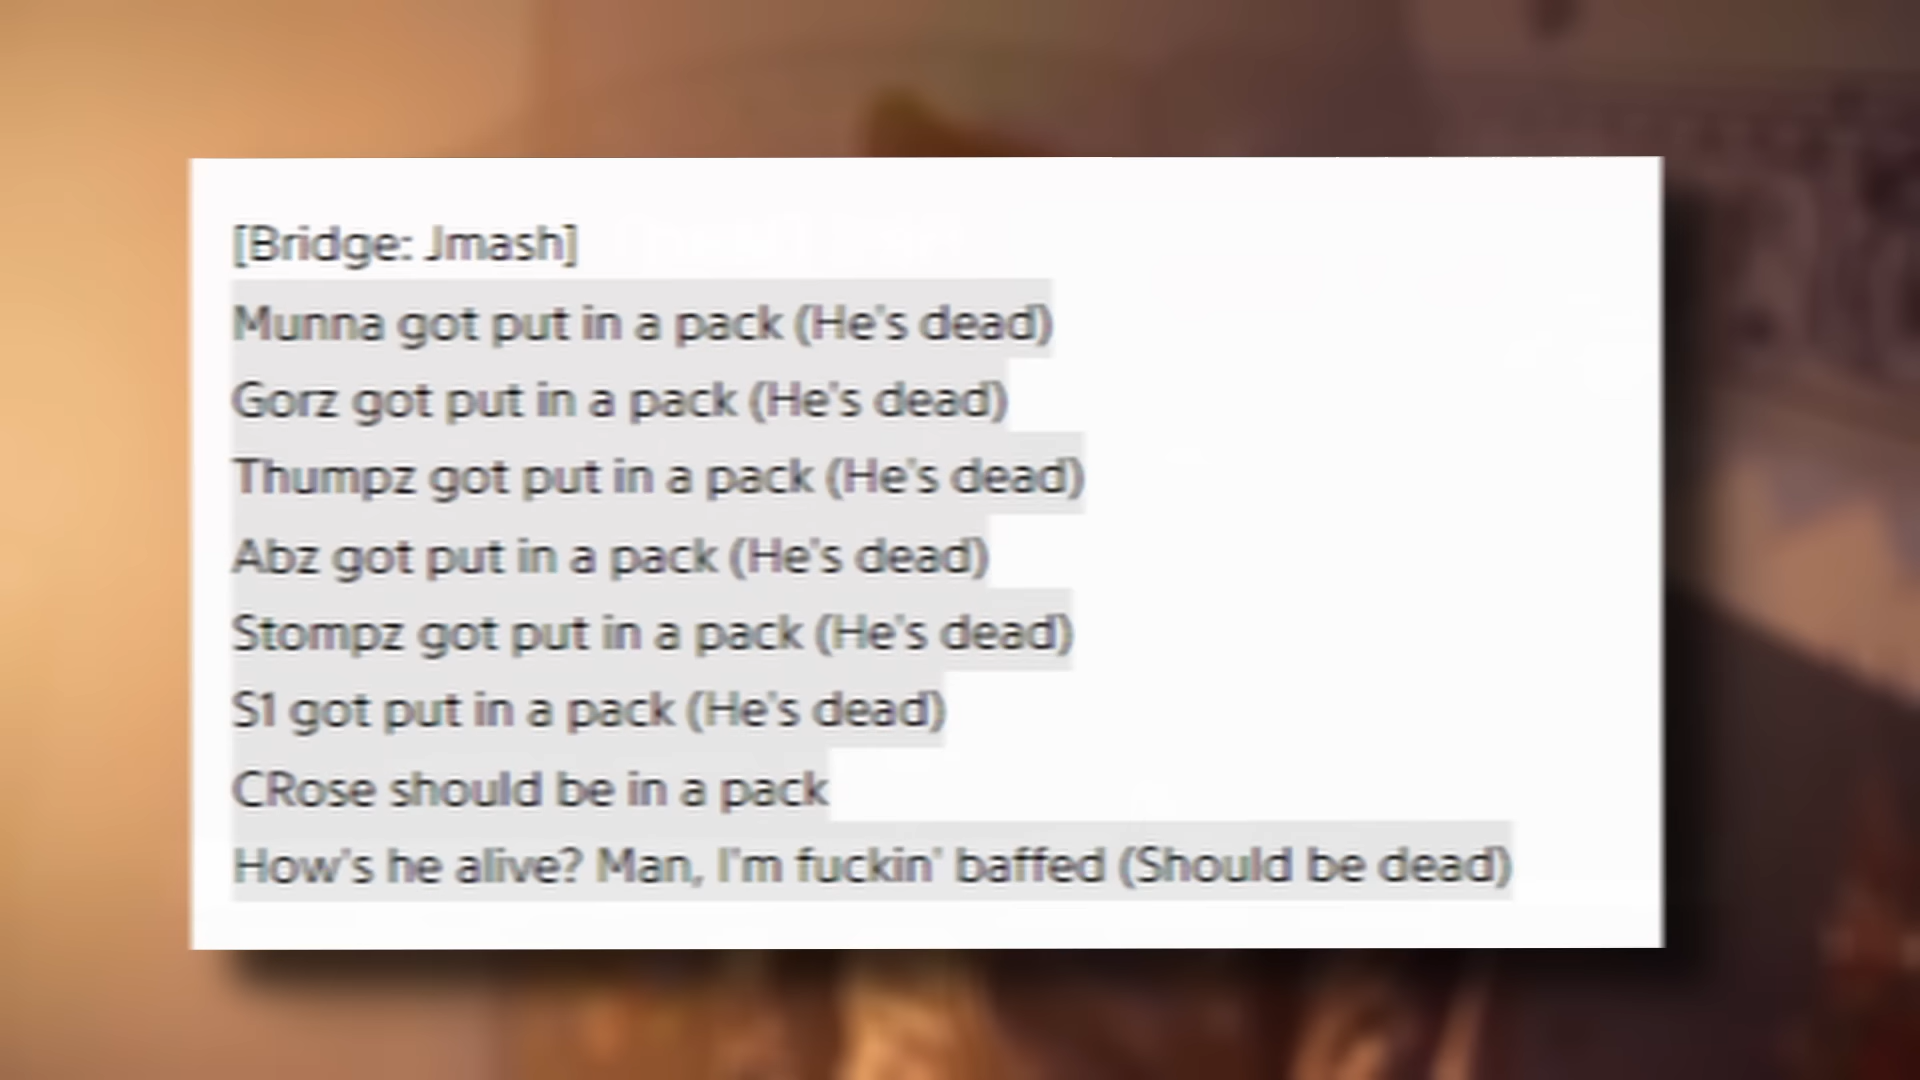 [Bridge: Jmash]
Munna got put in a pack (He's dead)
Gorz got put in a pack (He's dead)
Thumpz got put in a pack (He's dead)
Abz got put in a pack (He's dead)
Stompz got put in a pack (He's dead)
S1 got put in a pack (He's dead)
CRose should be in a pack
How's he alive? Man, I'm fuckin' baffed (Should be dead)